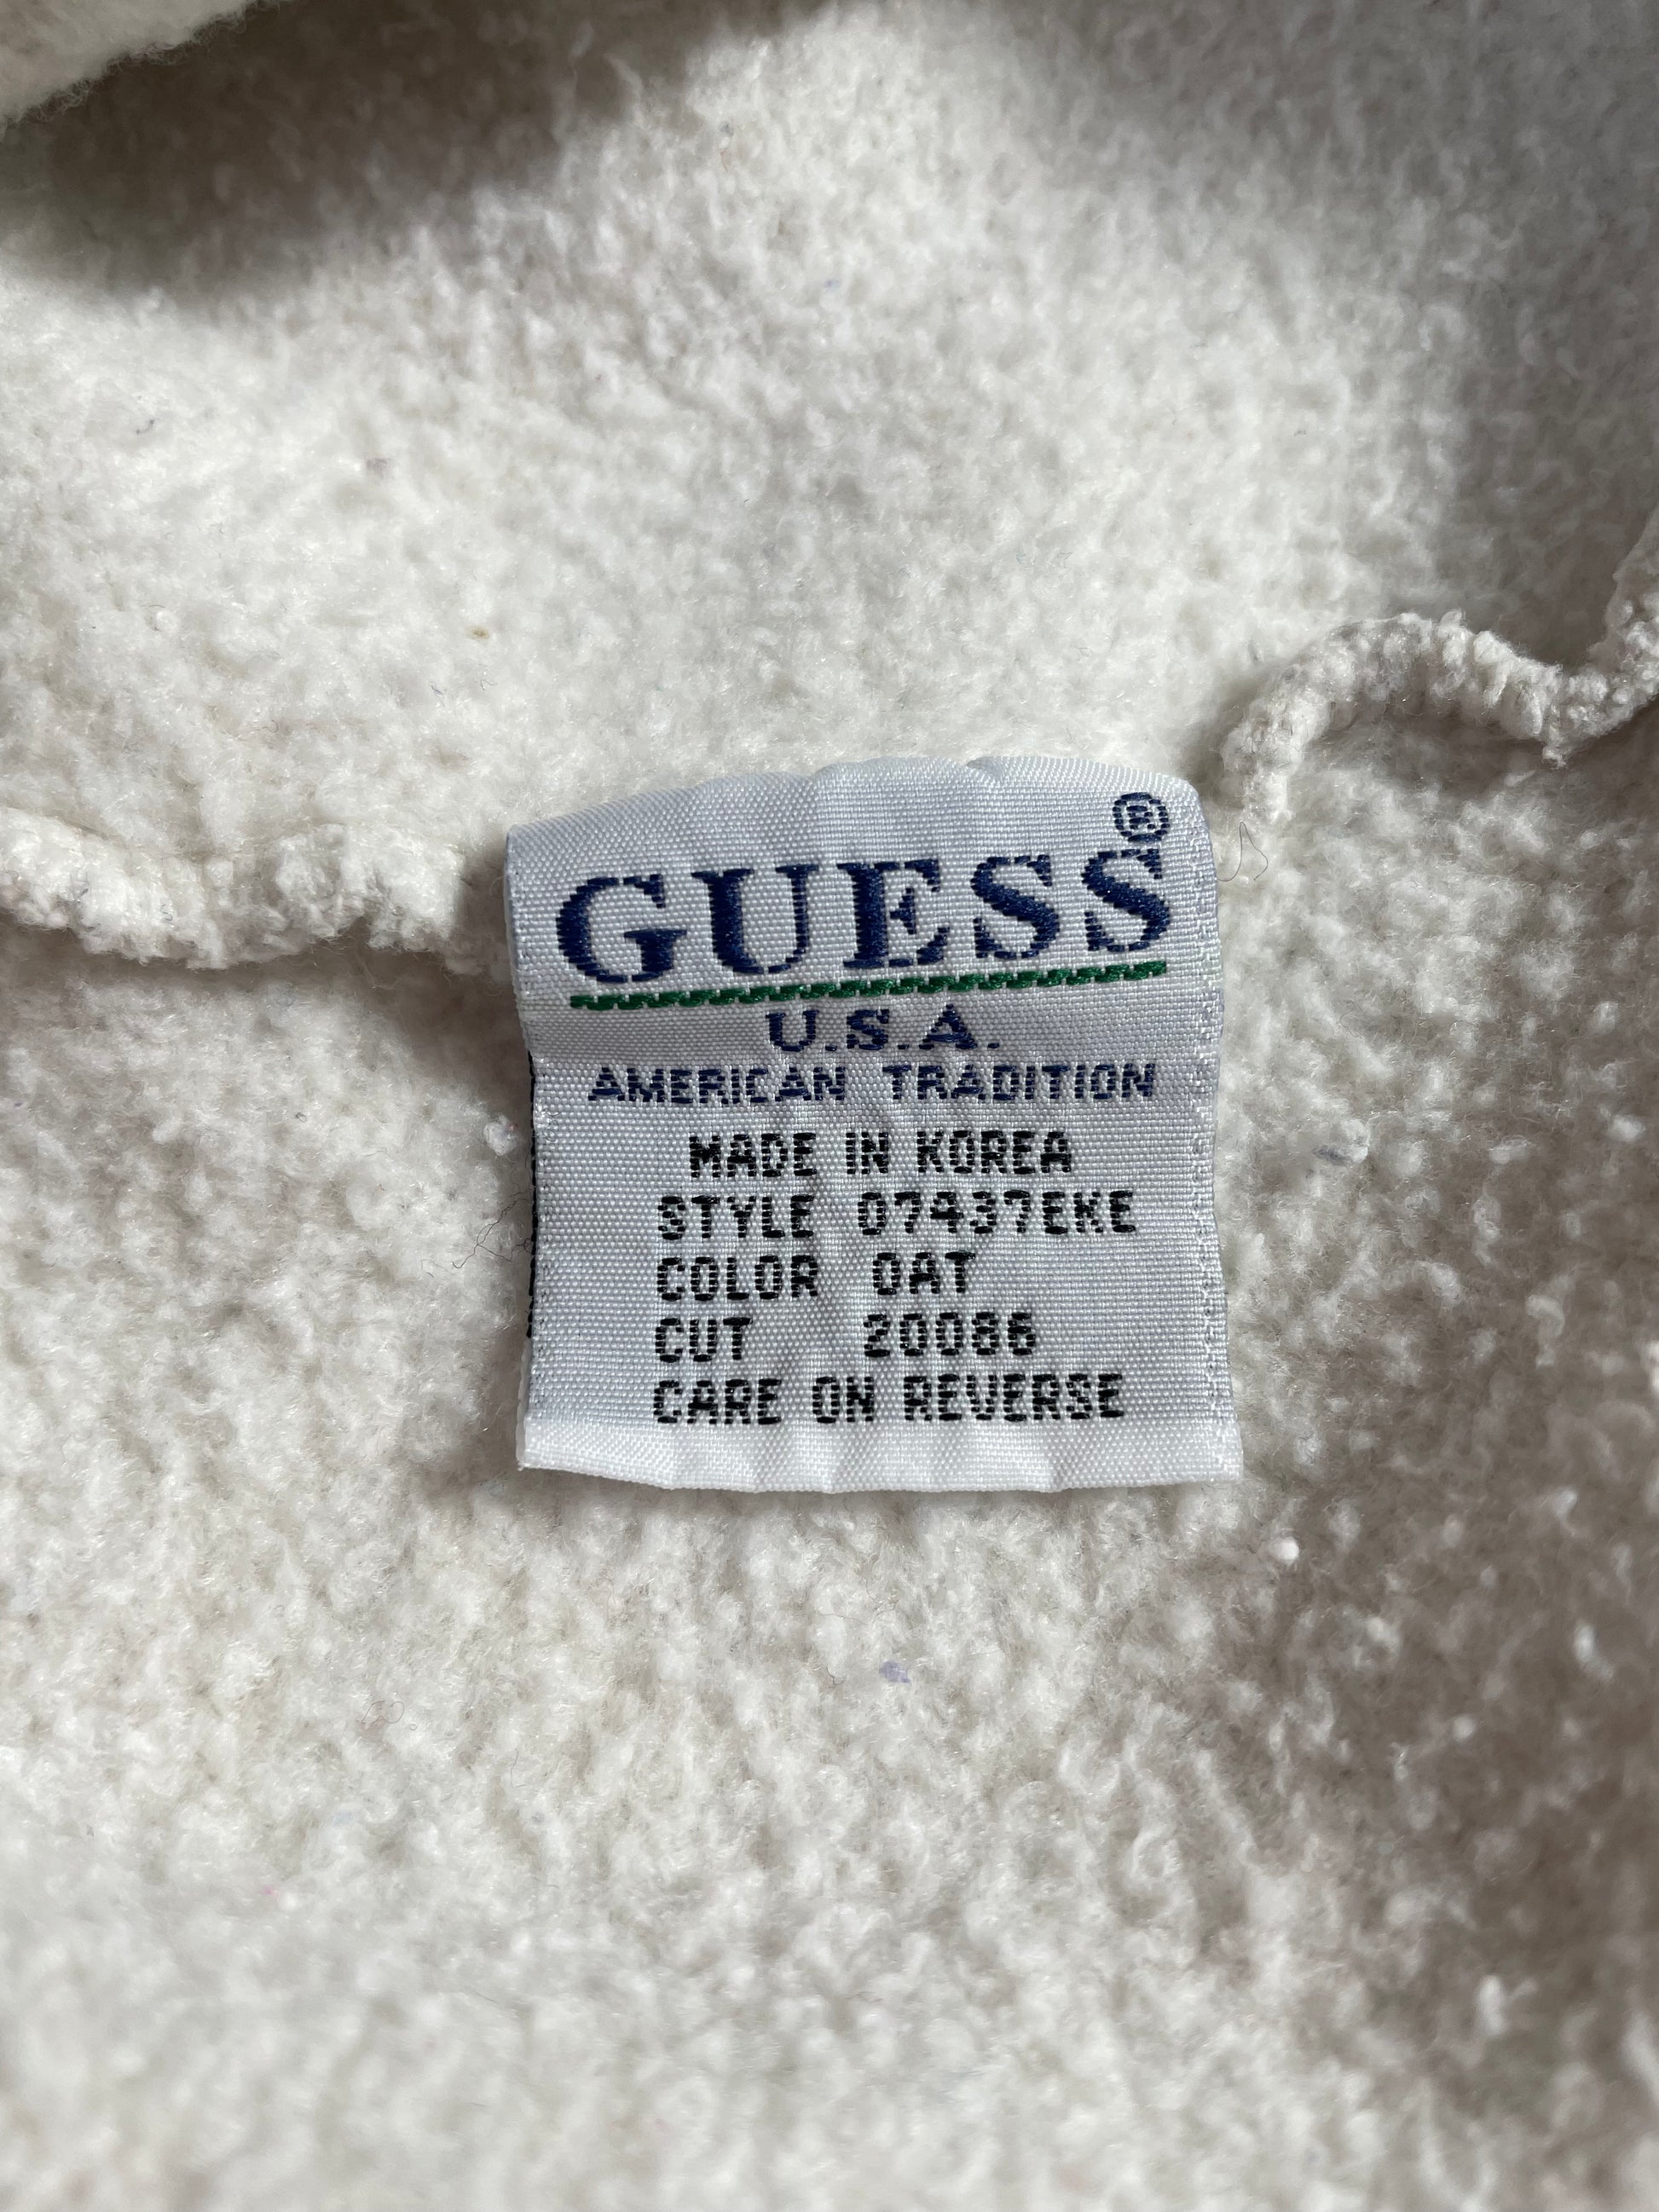 GUESS®
U.S.A.
AMERICAN TRADITION
MADE IN KOREA
STYLE 07437EKE
COLOR OAT
CUT 20086
CARE ON REVERSE